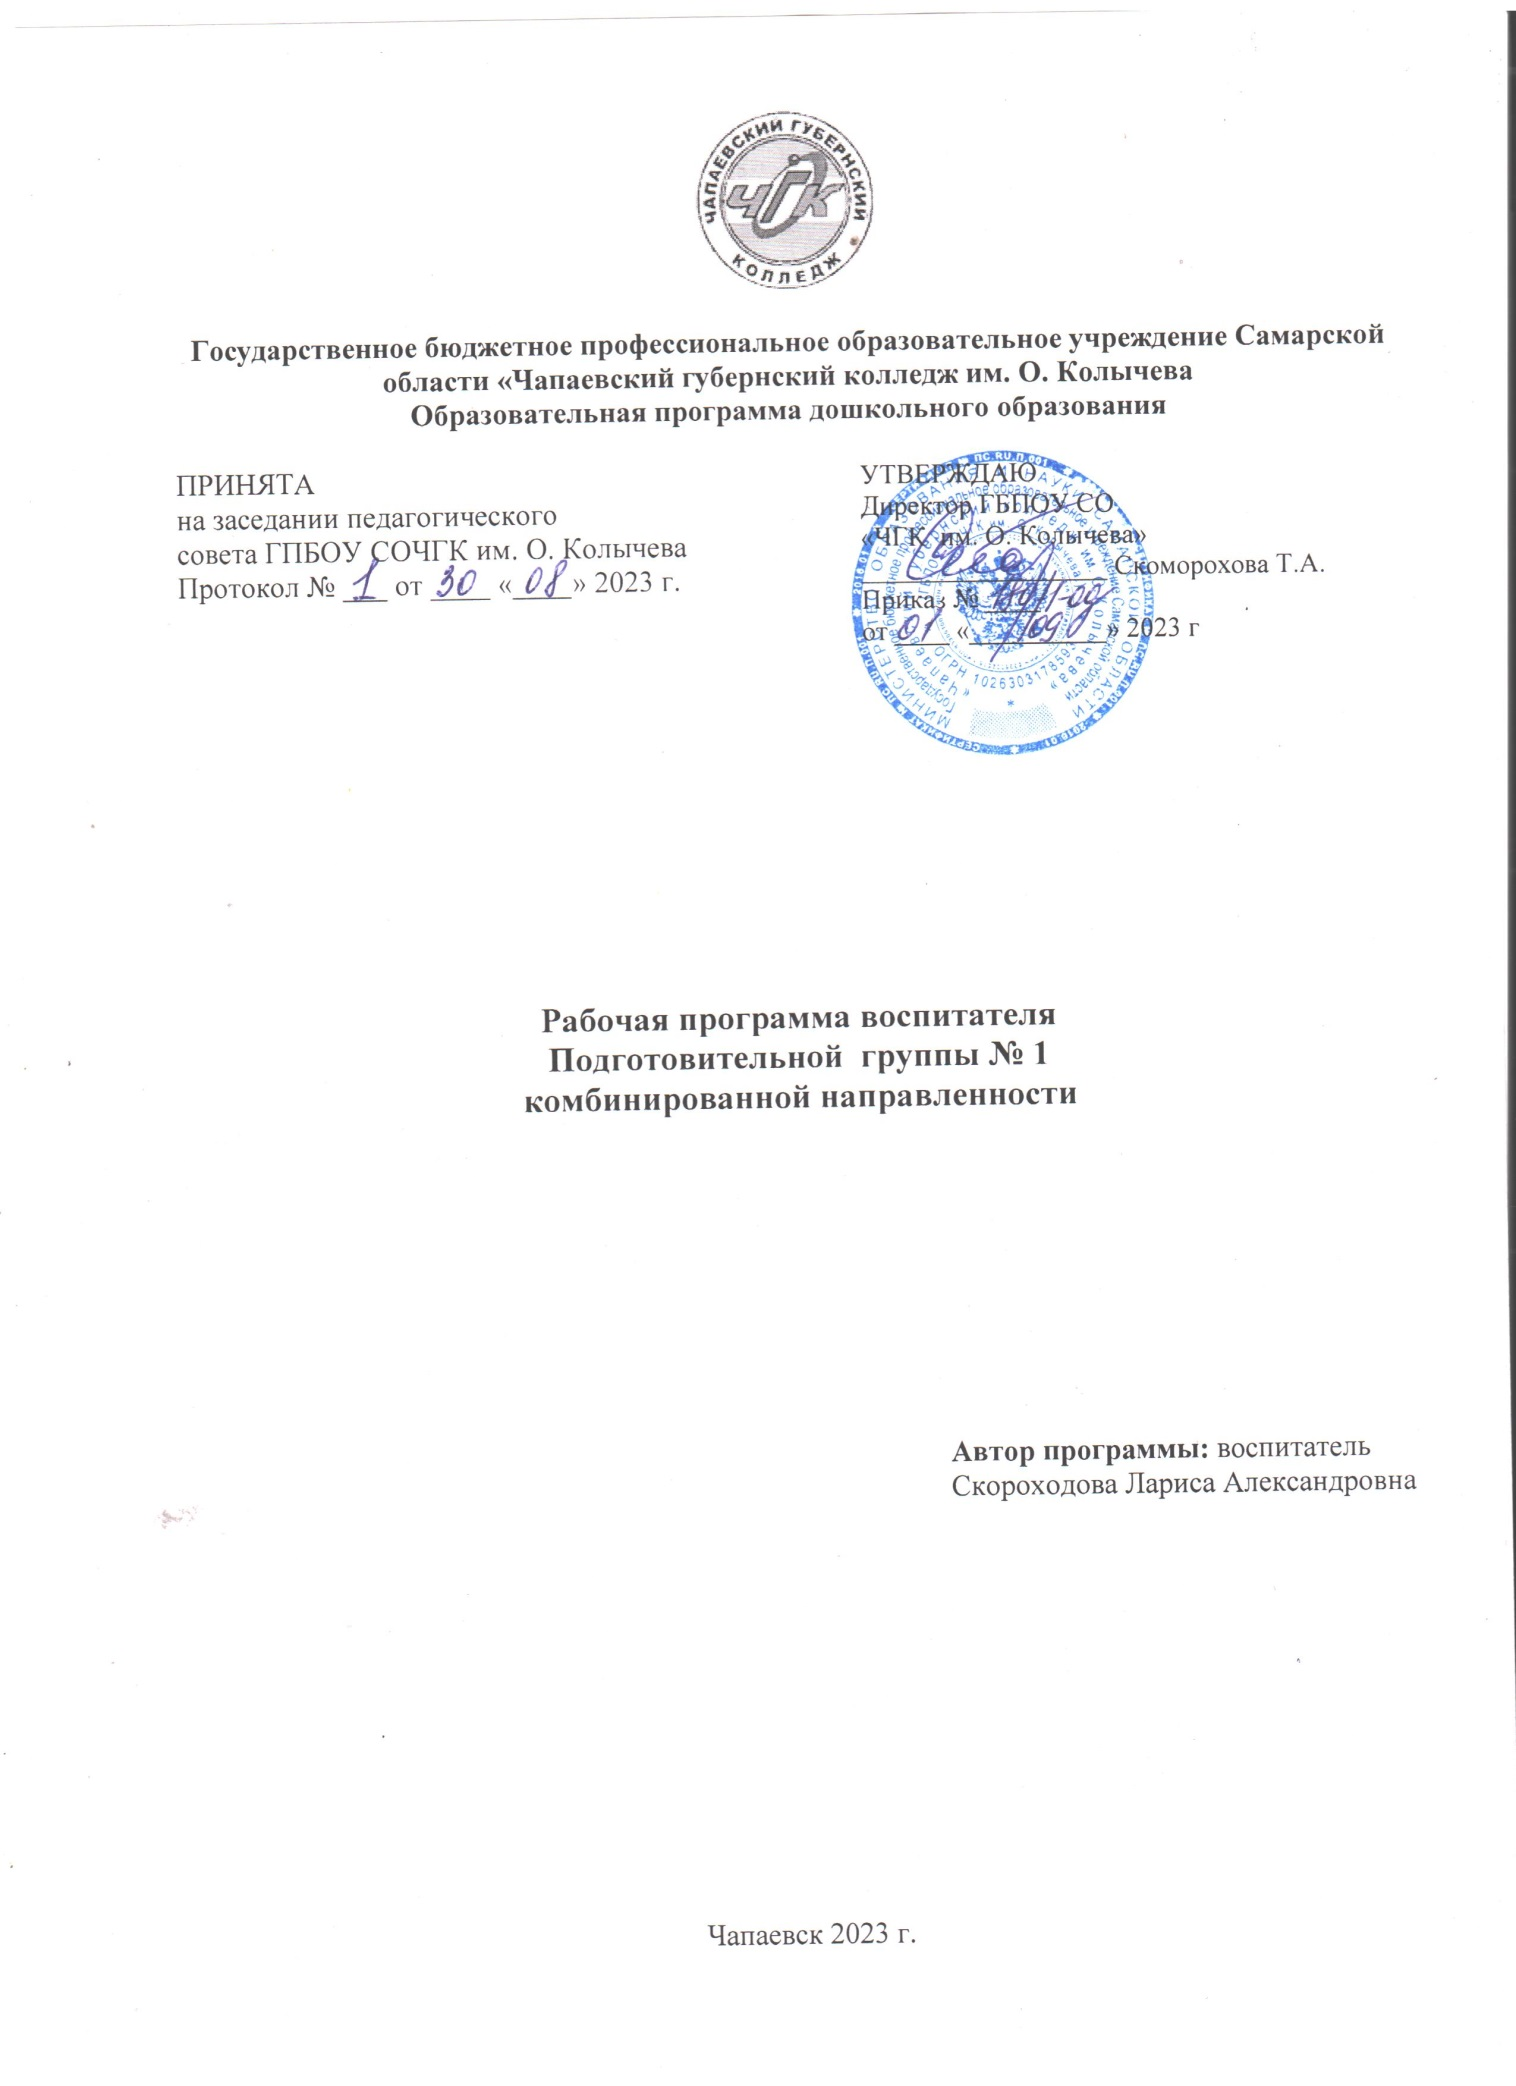 ЧАПАЕВСКИЙ ГУБЕРНСКИЙ
ЧГК
КОЛЛЕДЖ
Государственное бюджетное профессиональное образовательное учреждение Самарской
области «Чапаевский губернский колледж им. О. Колычева
Образовательная программа дошкольного образования
ПРИНЯТА
на заседании педагогического
совета ГПБОУ СОЧГК им. О. Колычева
Протокол № 1 от 30 «08» 2023 г.
УТВЕРЖДАЮ
Директор ГБПОУ СО
«ЧГК им. О. Колычева»
Скоморохова Т.А.
Приказ №
от 01 « » 2023 г
ОГРН 1026303178593
Рабочая программа воспитателя
Подготовительной группы № 1
комбинированной направленности
Автор программы: воспитатель
Скороходова Лариса Александровна
Чапаевск 2023 г.